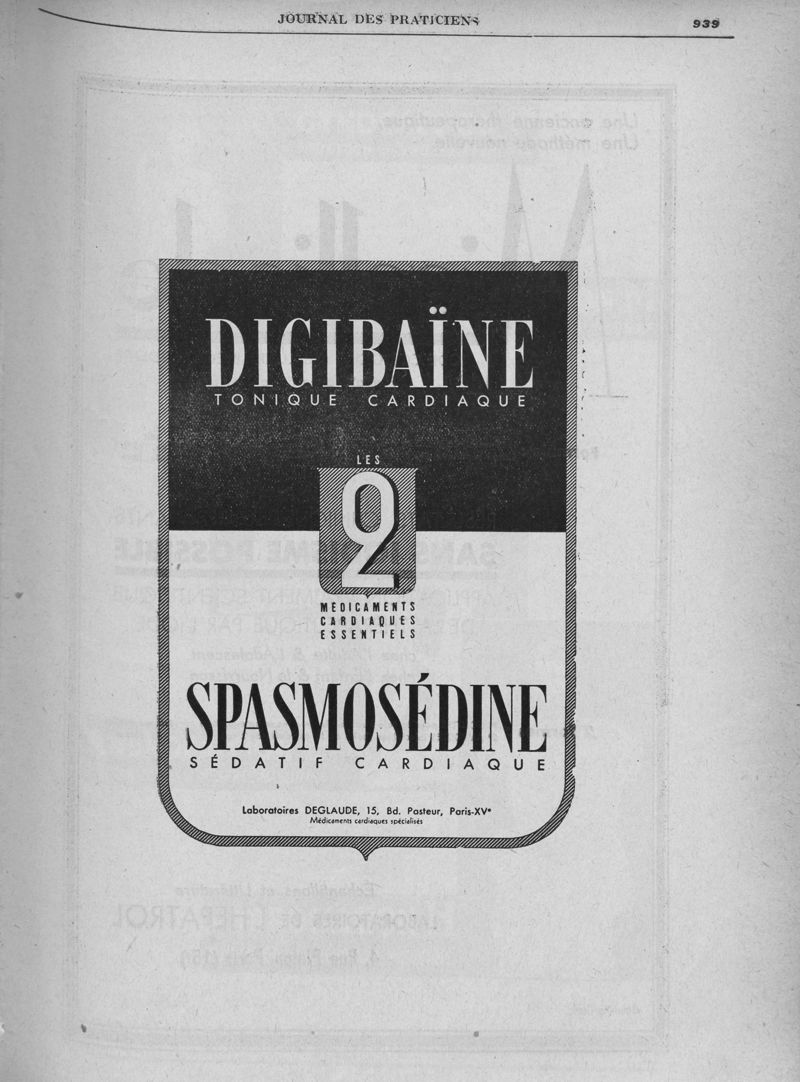 JOURNAL DES PRATICIENS
939
DIGIBAÏNE
TONIQUE CARDIAQUE
LES
2
MÉDICAMENTS
CARDIAQUES
ESSENTIELS
SPASMOSÉDINE
SÉDATIF CARDIAQUE
Laboratoires DEGLAUDE, 15, Bd. Pasteur, Paris-XVᵉ
Médicaments cardiaques spécialisés